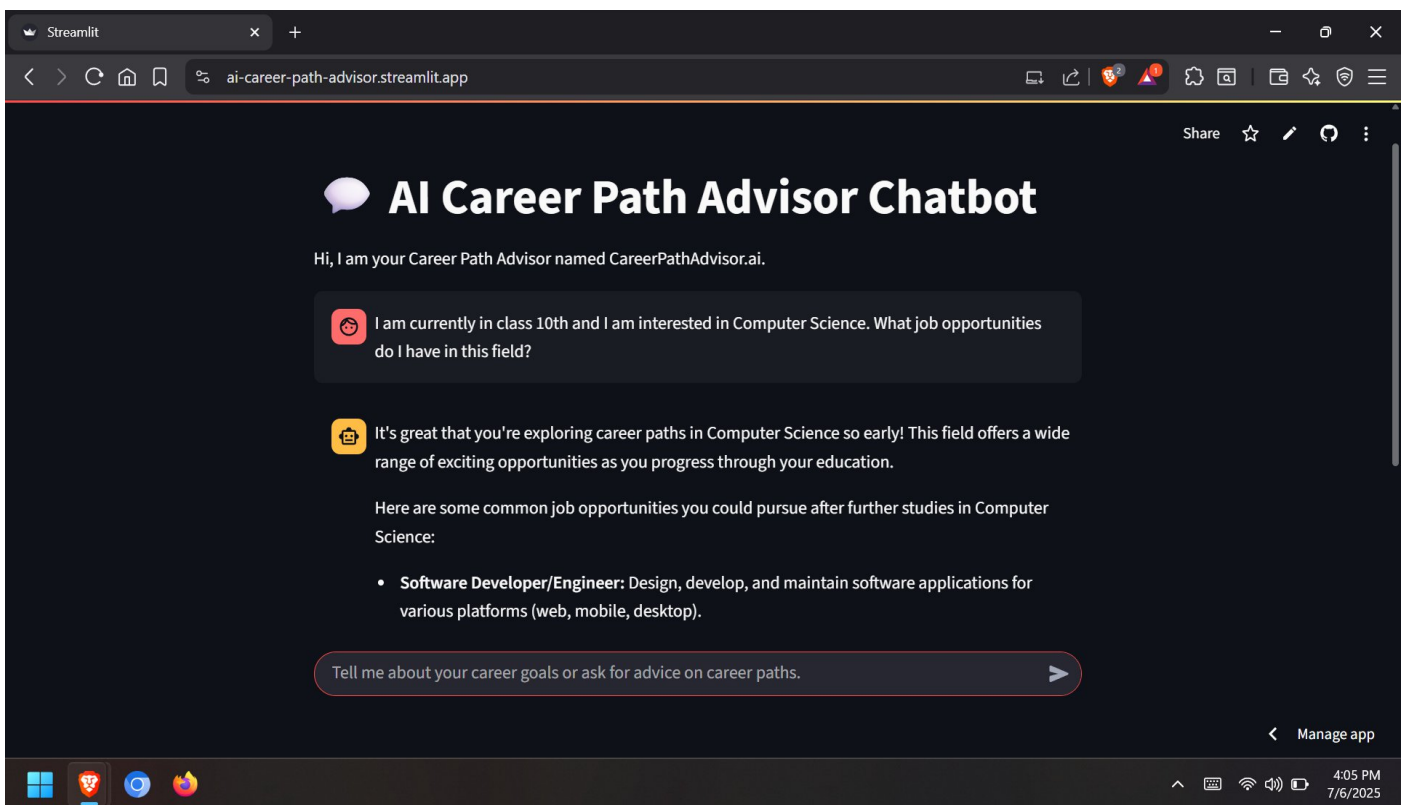 Streamlit
ai-career-path-advisor.streamlit.app
2
1
Share
AI Career Path Advisor Chatbot
Hi, I am your Career Path Advisor named CareerPathAdvisor.ai.
I am currently in class 10th and I am interested in Computer Science. What job opportunities
do I have in this field?
It's great that you're exploring career paths in Computer Science so early! This field offers a wide
range of exciting opportunities as you progress through your education.
Here are some common job opportunities you could pursue after further studies in Computer
Science:
• Software Developer/Engineer: Design, develop, and maintain software applications for
various platforms (web, mobile, desktop).
Tell me about your career goals or ask for advice on career paths.
Manage app
4:05 PM
7/6/2025